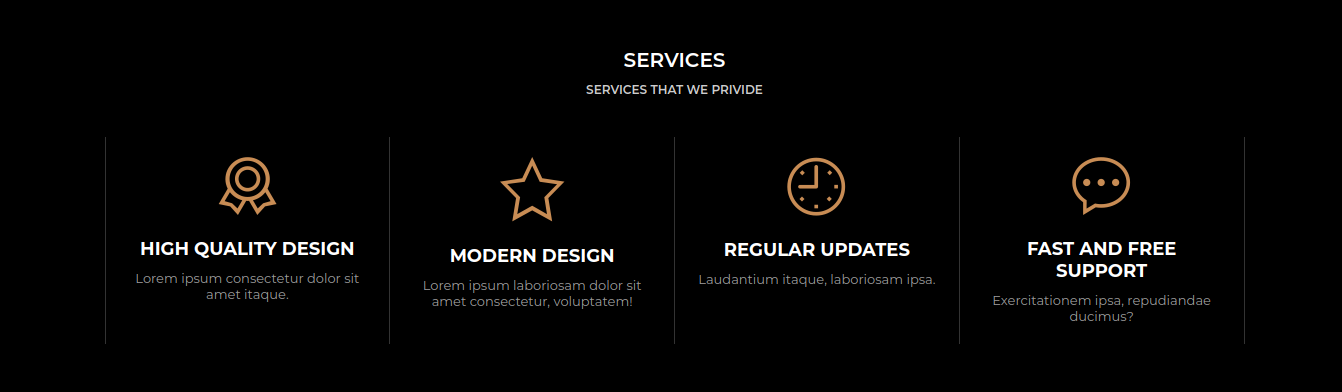 SERVICES
SERVICES THAT WE PRIVIDE
HIGH QUALITY DESIGN
Lorem ipsum consectetur dolor sit
amet itaque.
MODERN DESIGN
Lorem ipsum laboriosam dolor sit
amet consectetur, voluptatem!
REGULAR UPDATES
Laudantium itaque, laboriosam ipsa.
FAST AND FREE
SUPPORT
Exercitationem ipsa, repudiandae
ducimus?